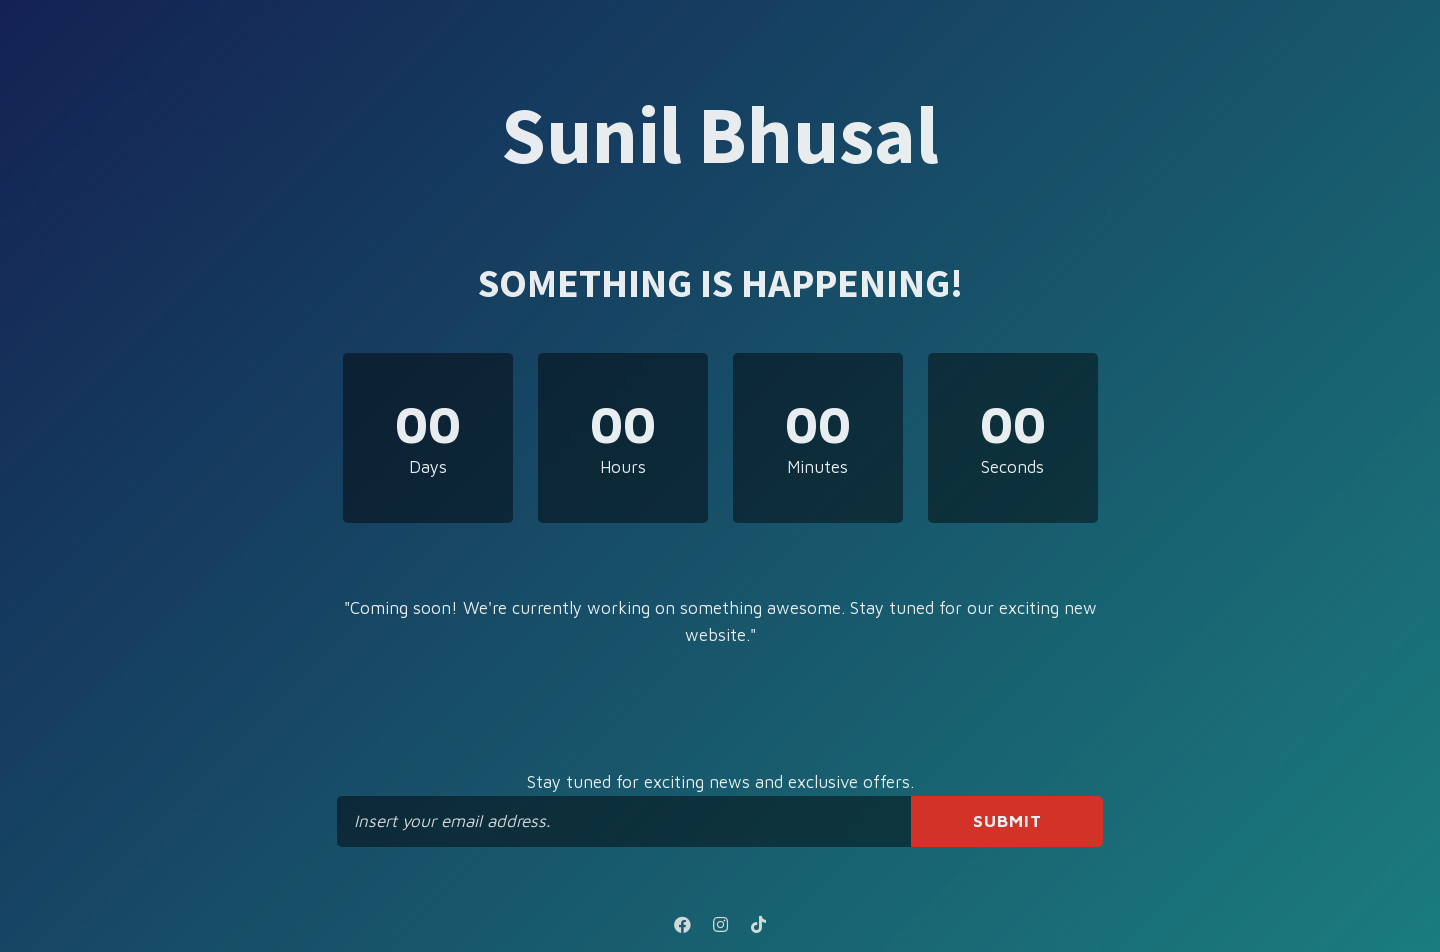 Sunil Bhusal
SOMETHING IS HAPPENING!
00 00 00 00
Days Hours Minutes Seconds
"Coming soon! We're currently working on something awesome. Stay tuned for our exciting new
website."
Stay tuned for exciting news and exclusive offers.
Insert your email address. SUBMIT